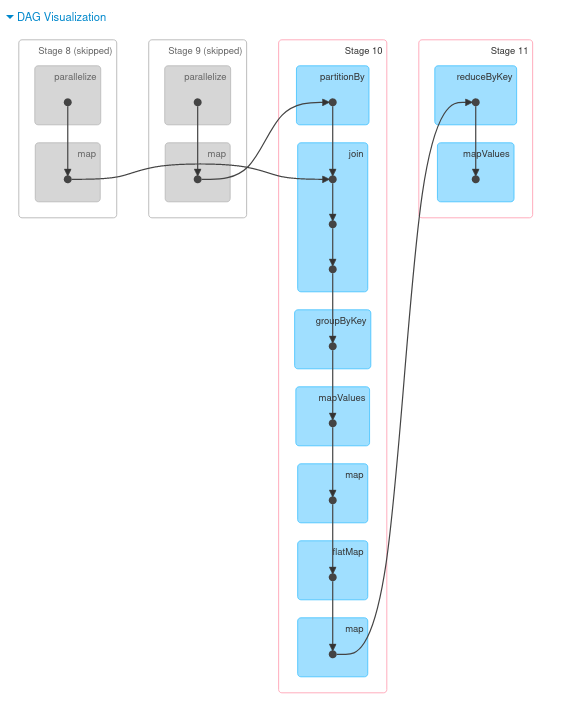 DAG Visualization
Stage 8 (skipped)
parallelize
map
Stage 9 (skipped)
parallelize
map
Stage 10
partitionBy
join
groupByKey
mapValues
map
flatMap
map
Stage 11
reduceByKey
mapValues